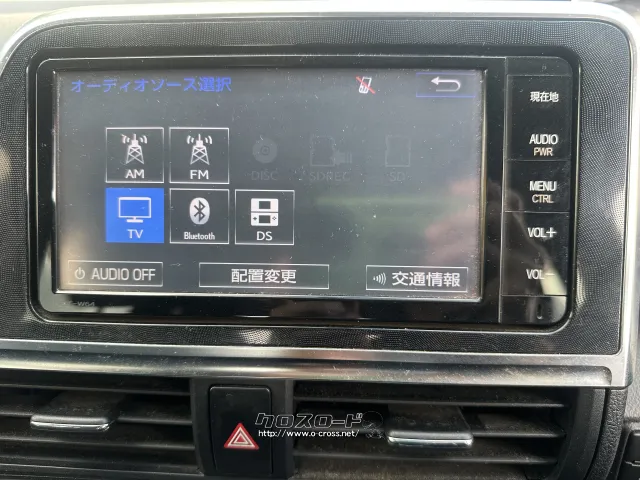 オーディオソース選択
現在地
AM
FM
DISC
SDREC
SD
AUDIO
PWR
TV
Bluetooth
DS
MENU
CTRL
VOL+
AUDIO OFF
配置変更
交通情報
VOL-
クロスロード
http://www.o-cross.net/